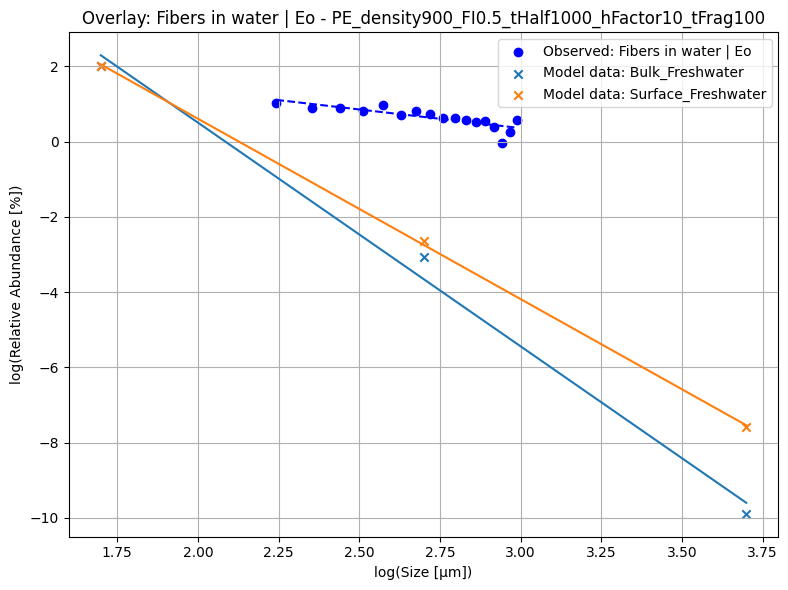 Overlay: Fibers in water | Eo - PE_density900_FI0.5_tHalf1000_hFactor10_tFrag100
Observed: Fibers in water | Eo
Model data: Bulk_Freshwater
Model data: Surface_Freshwater
log(Relative Abundance [%])
2
0
−2
−4
−6
−8
−10
1.75 2.00 2.25 2.50 2.75 3.00 3.25 3.50 3.75
log(Size [µm])